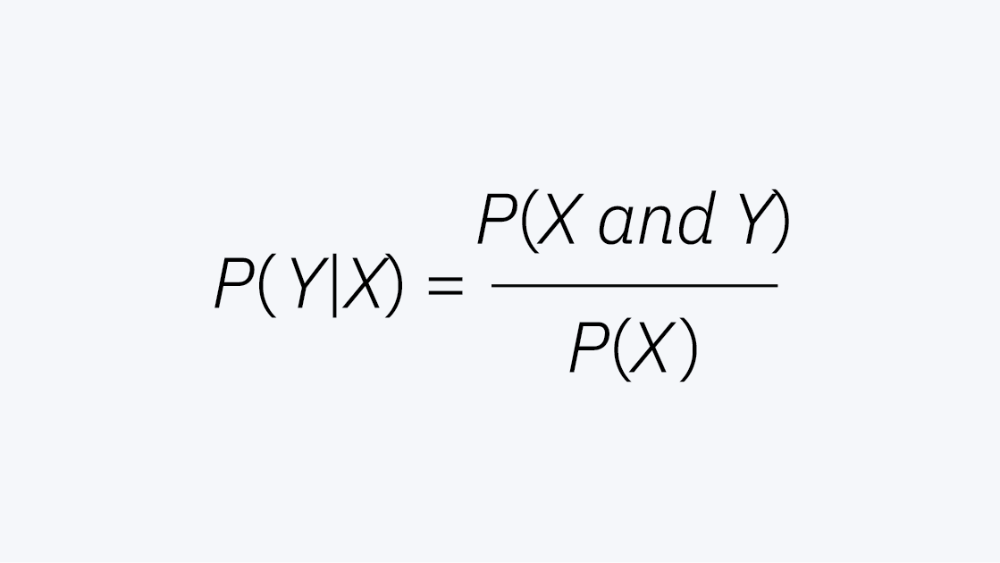 P(Y|X) = P(X and Y)
P(X)